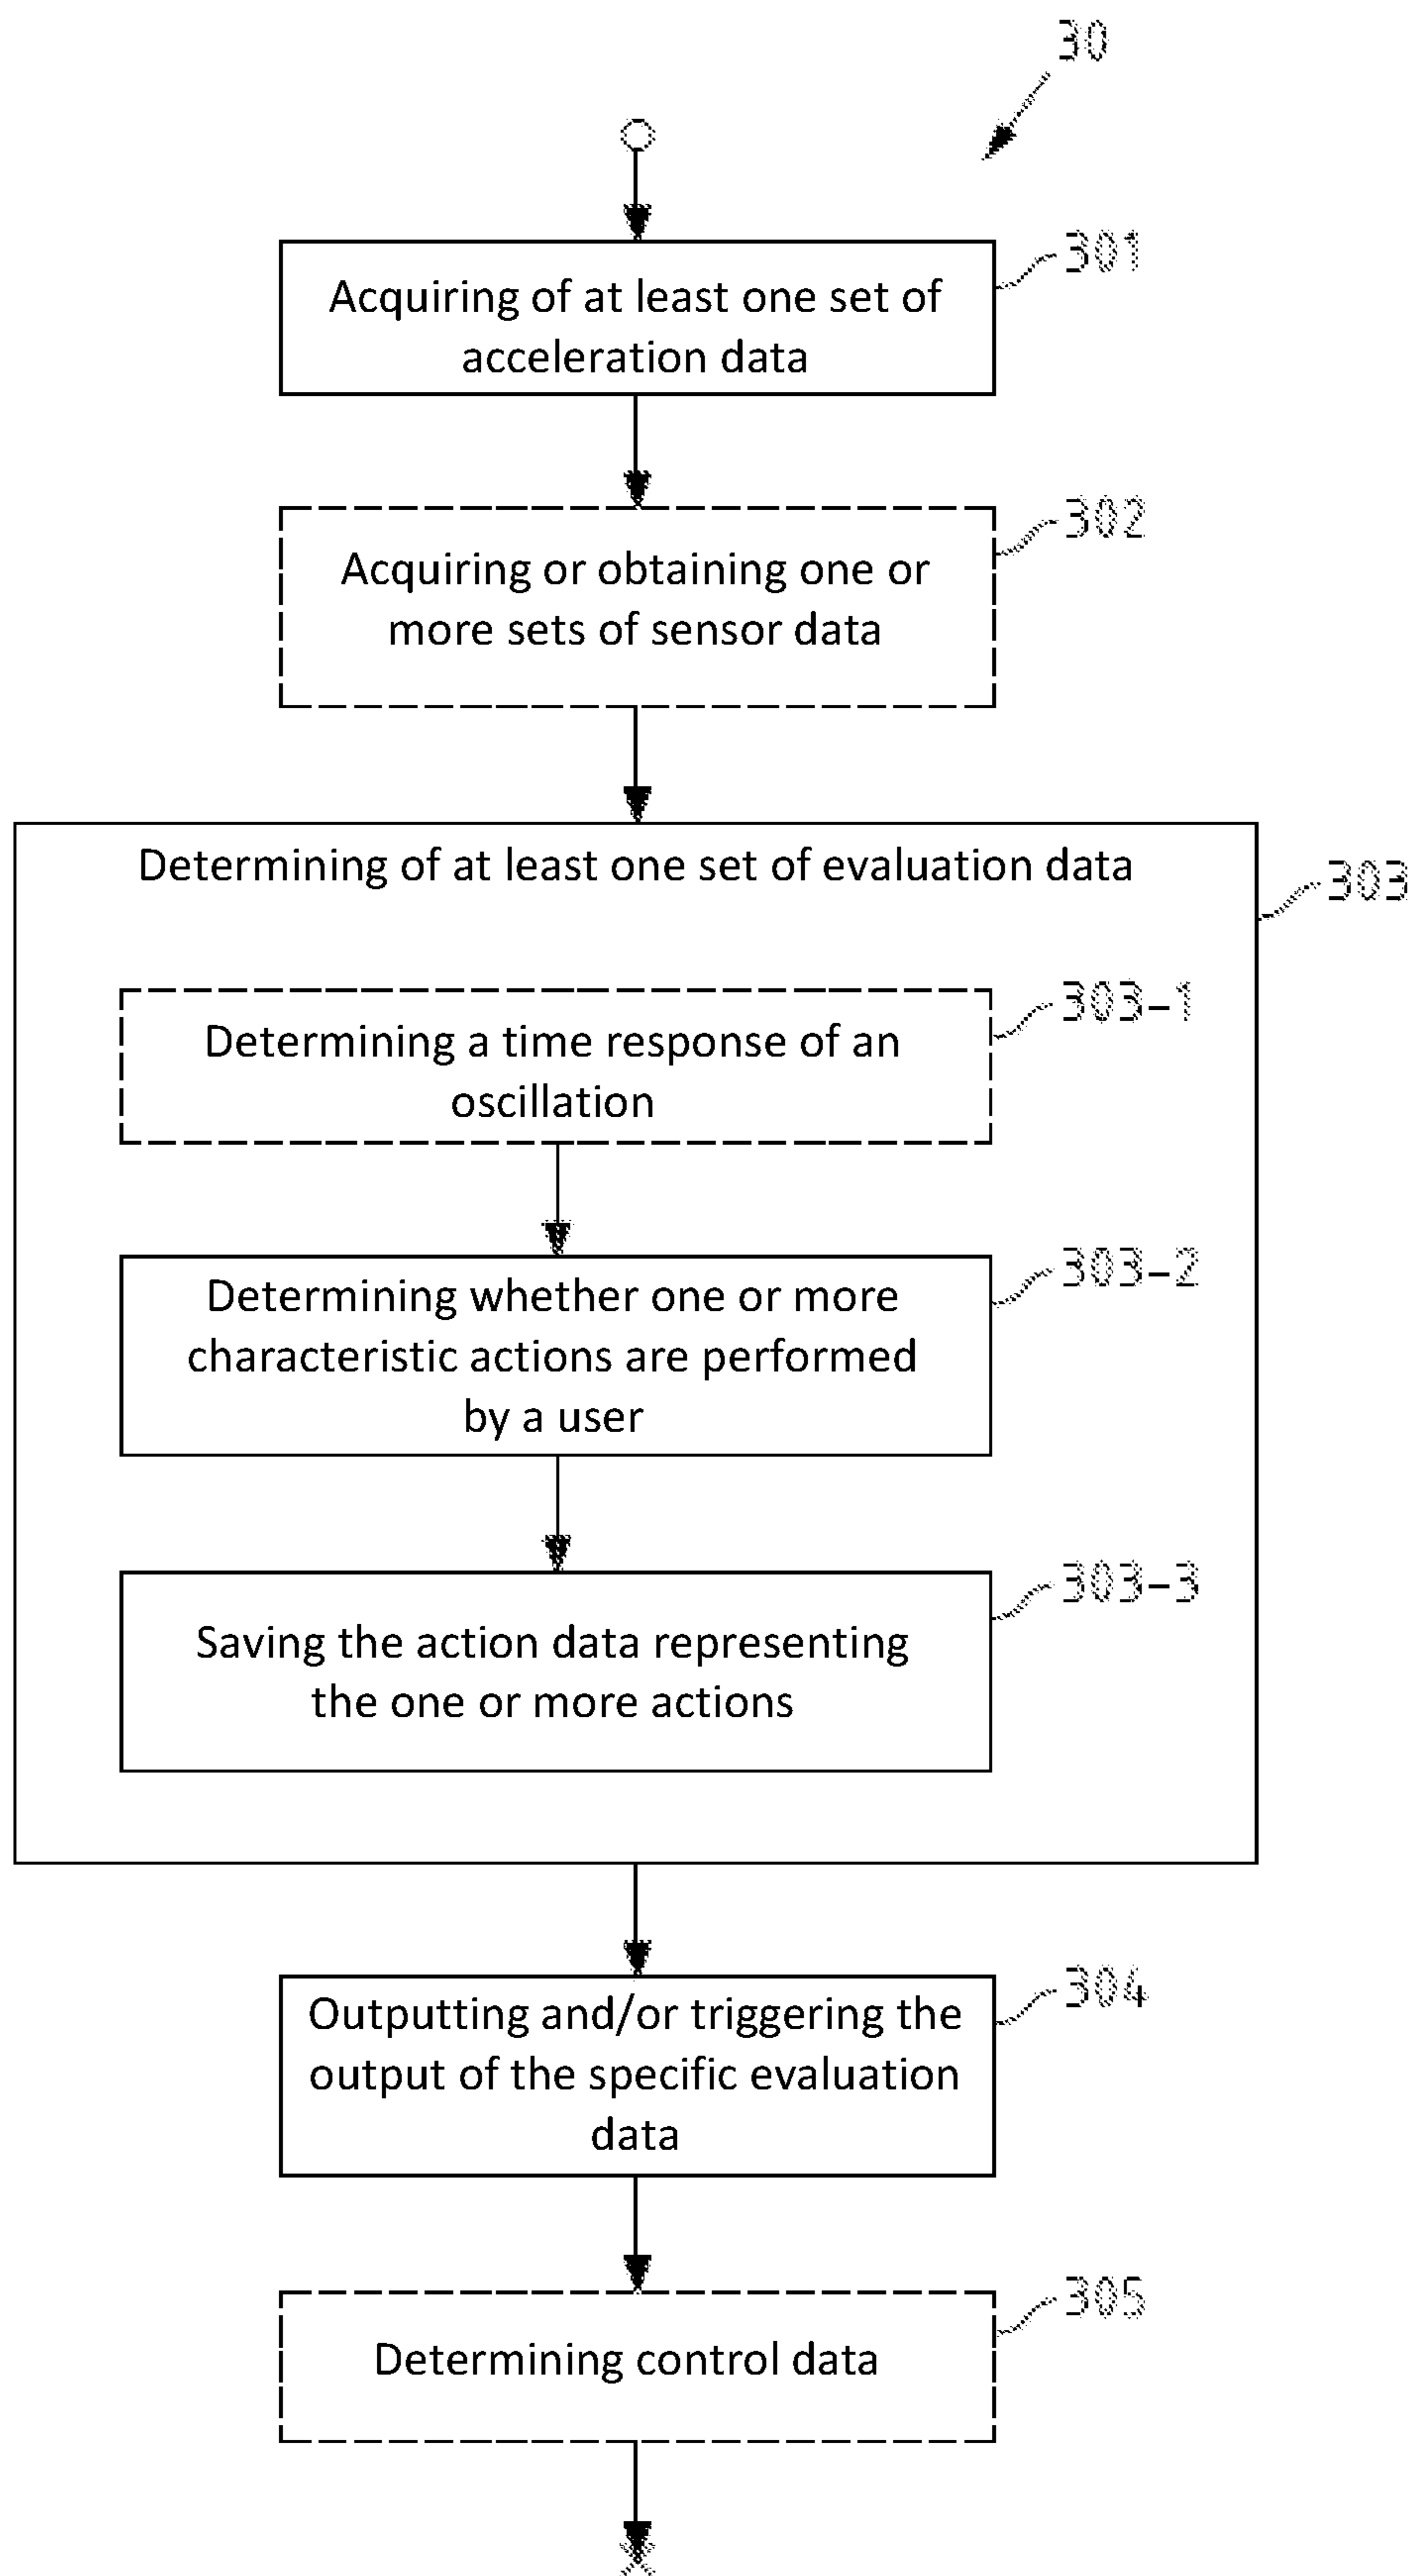 30
301
Acquiring of at least one set of
acceleration data
302
Acquiring or obtaining one or
more sets of sensor data
Determining of at least one set of evaluation data
303
303-1
Determining a time response of an
oscillation
303-2
Determining whether one or more
characteristic actions are performed
by a user
303-3
Saving the action data representing
the one or more actions
304
Outputting and/or triggering the
output of the specific evaluation
data
305
Determining control data